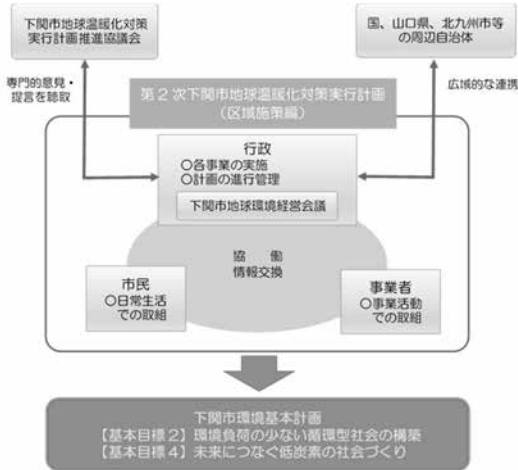 下関市地球温暖化対策
実行計画推進協議会
国、山口県、北九州市等
の周辺自治体
専門的意見・
提言を聴取
広域的な連携
第2次下関市地球温暖化対策実行計画
(区域施策編)
行政
○各事業の実施
○計画の進行管理
下関市地球環境経営会議
協 働
情報交換
市民
○日常生活
での取組
事業者
○事業活動
での取組
下関市環境基本計画
【基本目標2】環境負荷の少ない循環型社会の構築
【基本目標4】未来につなぐ低炭素の社会づくり